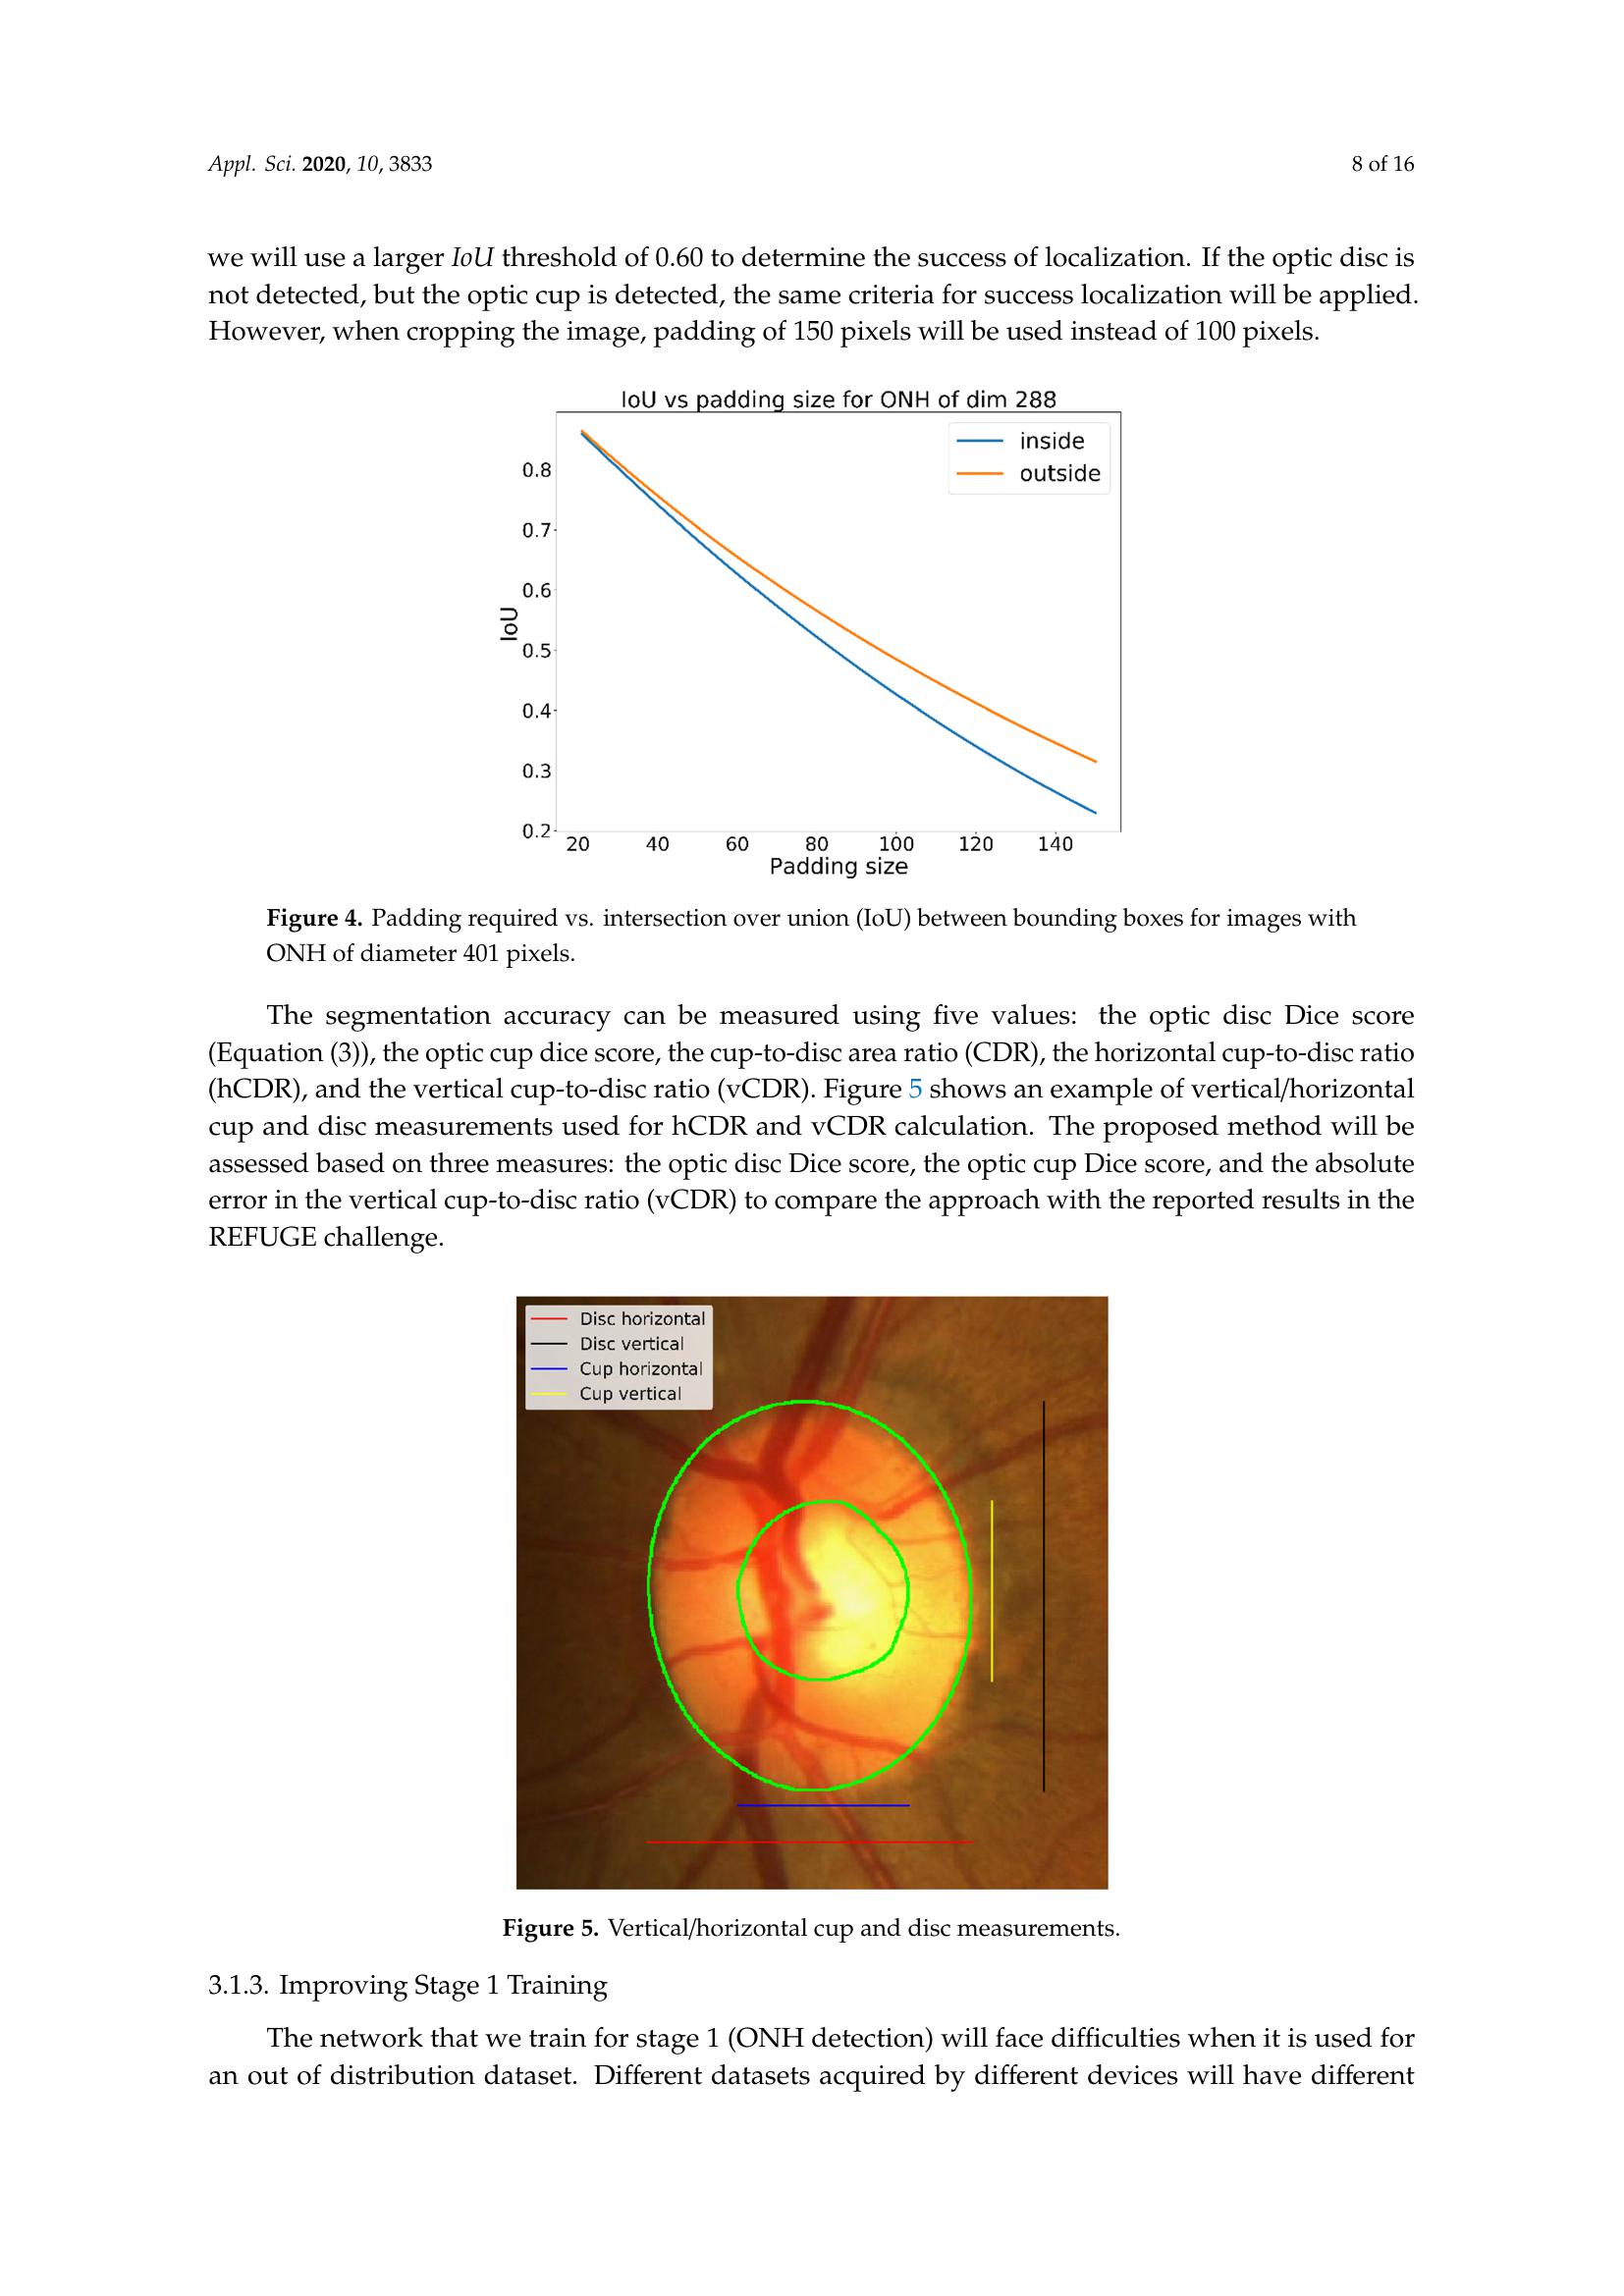 Appl. Sci. 2020, 10, 3833
8 of 16
we will use a larger IoU threshold of 0.60 to determine the success of localization. If the optic disc is
not detected, but the optic cup is detected, the same criteria for success localization will be applied.
However, when cropping the image, padding of 150 pixels will be used instead of 100 pixels.
IoU vs padding size for ONH of dim 288
inside
outside
0.8
0.7
0.6
0.5
0.4
0.3
0.2
IoU
20 40 60 80 100 120 140
Padding size
Figure 4. Padding required vs. intersection over union (IoU) between bounding boxes for images with
ONH of diameter 401 pixels.
The segmentation accuracy can be measured using five values: the optic disc Dice score
(Equation (3)), the optic cup dice score, the cup-to-disc area ratio (CDR), the horizontal cup-to-disc ratio
(hCDR), and the vertical cup-to-disc ratio (vCDR). Figure 5 shows an example of vertical/horizontal
cup and disc measurements used for hCDR and vCDR calculation. The proposed method will be
assessed based on three measures: the optic disc Dice score, the optic cup Dice score, and the absolute
error in the vertical cup-to-disc ratio (vCDR) to compare the approach with the reported results in the
REFUGE challenge.
Disc horizontal
Disc vertical
Cup horizontal
Cup vertical
Figure 5. Vertical/horizontal cup and disc measurements.
3.1.3. Improving Stage 1 Training
The network that we train for stage 1 (ONH detection) will face difficulties when it is used for
an out of distribution dataset. Different datasets acquired by different devices will have different